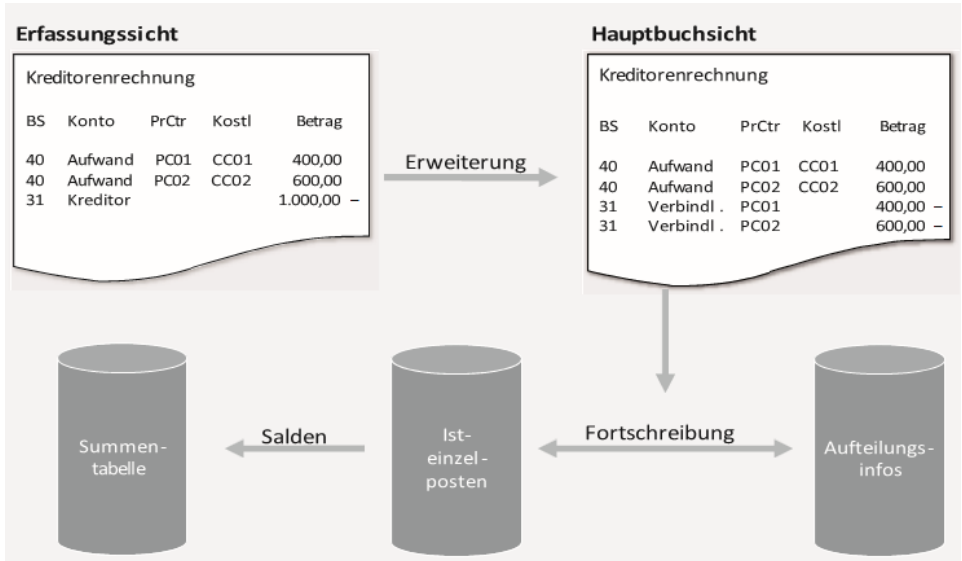 Erfassungssicht
Kreditorenrechnung
BS Konto PrCtr Kostl Betrag
40 Aufwand PC01 CC01 400,00
40 Aufwand PC02 CC02 600,00
31 Kreditor 1.000,00 –
Erweiterung
Hauptbuchsicht
Kreditorenrechnung
BS Konto PrCtr Kostl Betrag
40 Aufwand PC01 CC01 400,00
40 Aufwand PC02 CC02 600,00
31 Verbindl . PC01 400,00 –
31 Verbindl . PC02 600,00 –
Summen-
tabelle
Salden
Ist-
einzel-
posten
Fortschreibung
Aufteilungs-
infos